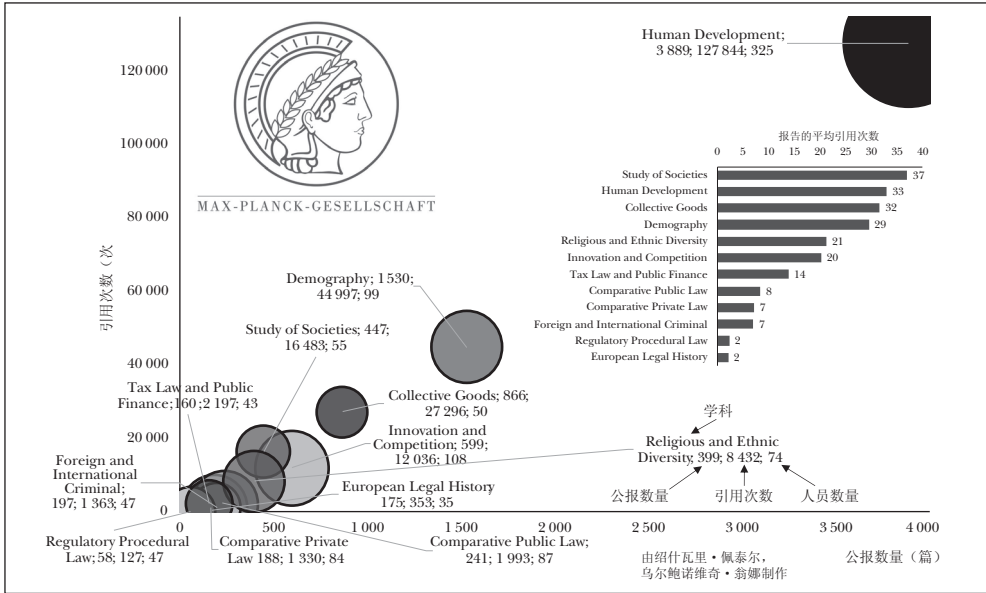 Human Development;
3 889; 127 844; 325
120 000
100 000
80 000
60 000
40 000
20 000
0
引用次数（次
MAX-PLANCK-GESELLSCHAFT
报告的平均引用次数
0 5 10 15 20 25 30 35 40
Study of Societies 37
Human Development 33
Collective Goods 32
Demography 29
Religious and Ethnic Diversity 21
Innovation and Competition 20
Tax Law and Public Finance 14
Comparative Public Law 8
Comparative Private Law 7
Foreign and International Criminal 7
Regulatory Procedural Law 2
European Legal History 2
Demography; 1 530;
44 997; 99
Study of Societies; 447;
16 483; 55
Tax Law and Public
Finance; 160; 2 197; 43
Collective Goods; 866;
27 296; 50
Innovation and
Competition; 599;
12 036; 108
Foreign and
International
Criminal;
197; 1 363; 47
European Legal History
175; 353; 35
学科
Religious and Ethnic
Diversity; 399; 8 432; 74
公报数量 引用次数 人员数量
0 500 1 000 1 500 2 000 2 500 3 000 3 500 4 000
Regulatory Procedural
Law; 58; 127; 47
Comparative Private
Law 188; 1 330; 84
Comparative Public Law;
241; 1 993; 87
由绍什瓦里·佩泰尔，
乌尔鲍诺维奇·翁娜制作
公报数量（篇）